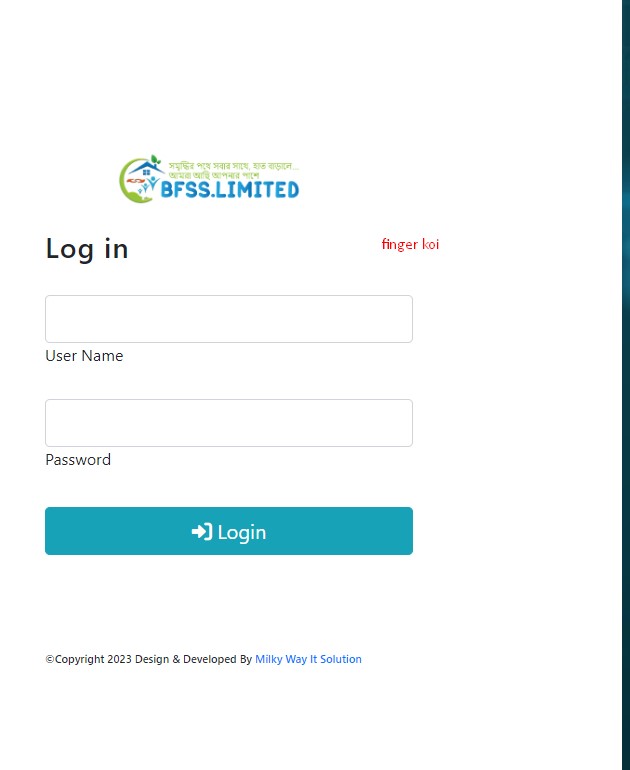 সমৃদ্ধির পথে সবার সাথে, হাত বাড়ালে...
আমরা আছি আপনার পাশে
BFSS.LIMITED
Log in
finger koi
User Name
Password
Login
©Copyright 2023 Design & Developed By Milky Way It Solution